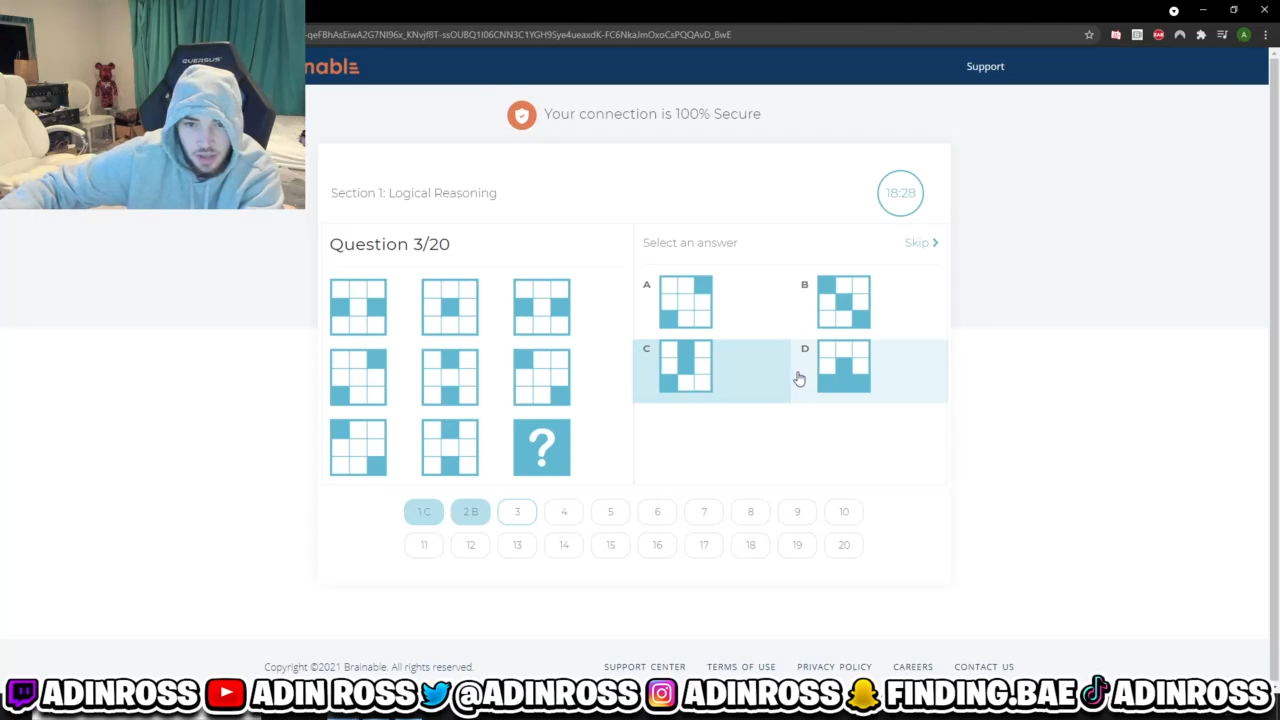 QUERSUS
-qeFBhAsEiwA2G7NI96x_KNvjf8T-ssOUBQ1I06CNN3C1YGH9Sye4ueaxdK-FC6NkaJmOxoCsPQQAvD_BwE
A
nable
Support
Your connection is 100% Secure
Section 1: Logical Reasoning
18:28
Question 3/20
Select an answer
Skip
A
B
C
D
?
1 C 2 B 3 4 5 6 7 8 9 10
11 12 13 14 15 16 17 18 19 20
Copyright ©2021 Brainable. All rights reserved.
SUPPORT CENTER TERMS OF USE PRIVACY POLICY CAREERS CONTACT US
ADINROSS ADIN ROSS @ADINROSS ADINROSS FINDING.BAE ADINROSS